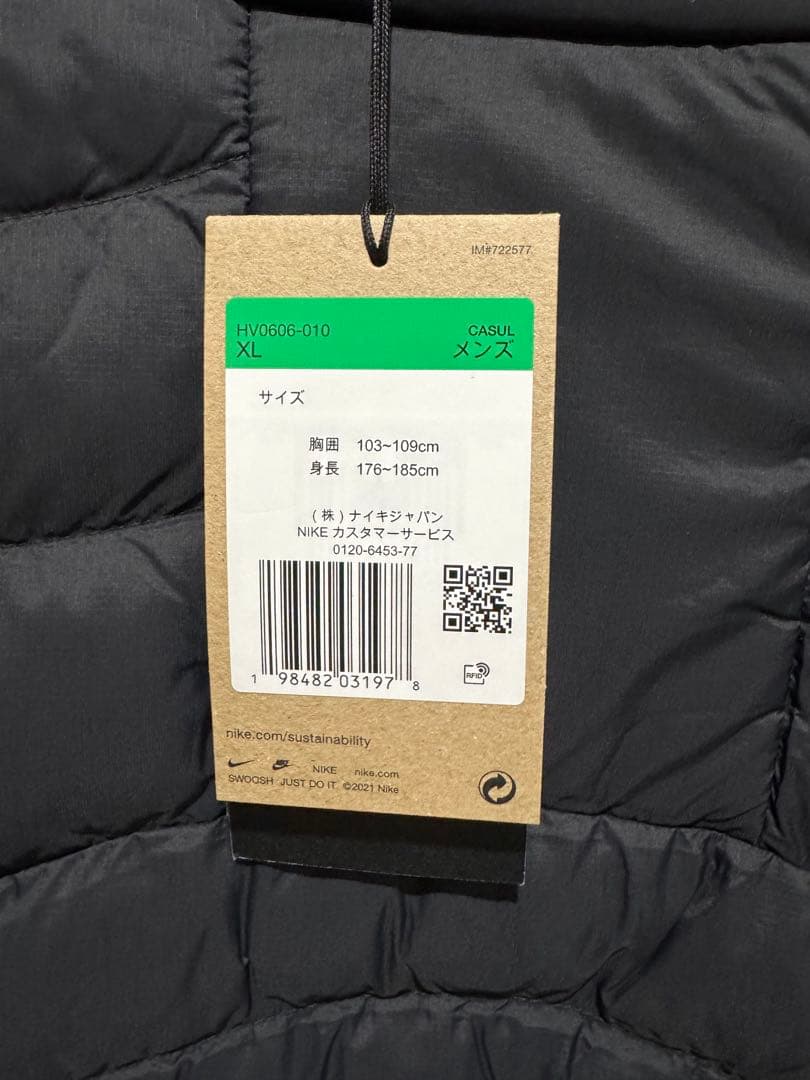 IM#722577
HV0606-010 CASUL
XL メンズ
サイズ
胸囲 103~109cm
身長 176~185cm
(株)ナイキジャパン
NIKE カスタマーサービス
0120-6453-77
1 98482 03197 8
RFID
nike.com/sustainability
NIKE nike.com
SWOOSH JUST DO IT. ©2021 Nike